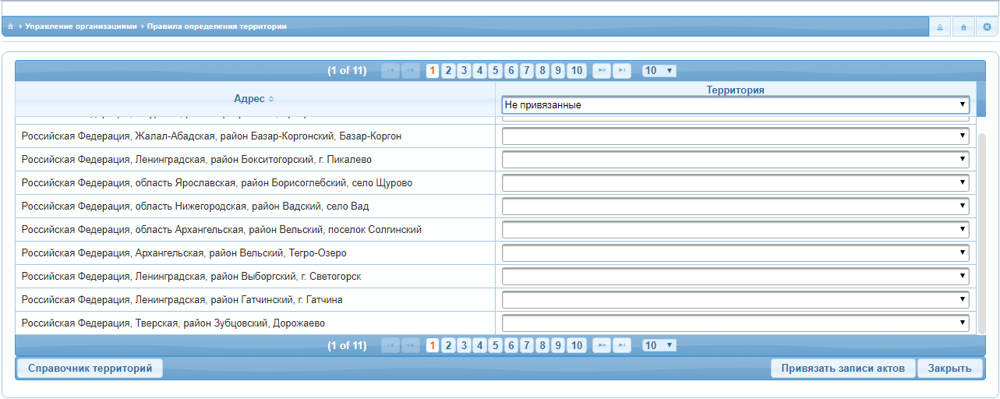 Управление организациями Правила определения территории
(1 of 11) 1 2 3 4 5 6 7 8 9 10 10
Адрес
Территория
Не привязанные
Российская Федерация, Жалал-Абадская, район Базар-Коргонский, Базар-Коргон
Российская Федерация, Ленинградская, район Бокситогорский, г. Пикалево
Российская Федерация, область Ярославская, район Борисоглебский, село Щурово
Российская Федерация, область Нижегородская, район Вадский, село Вад
Российская Федерация, область Архангельская, район Вельский, поселок Солгинский
Российская Федерация, Архангельская, район Вельский, Тегро-Озеро
Российская Федерация, Ленинградская, район Выборгский, г. Светогорск
Российская Федерация, Ленинградская, район Гатчинский, г. Гатчина
Российская Федерация, Тверская, район Зубцовский, Дорожаево
(1 of 11) 1 2 3 4 5 6 7 8 9 10 10
Справочник территорий Привязать записи актов Закрыть